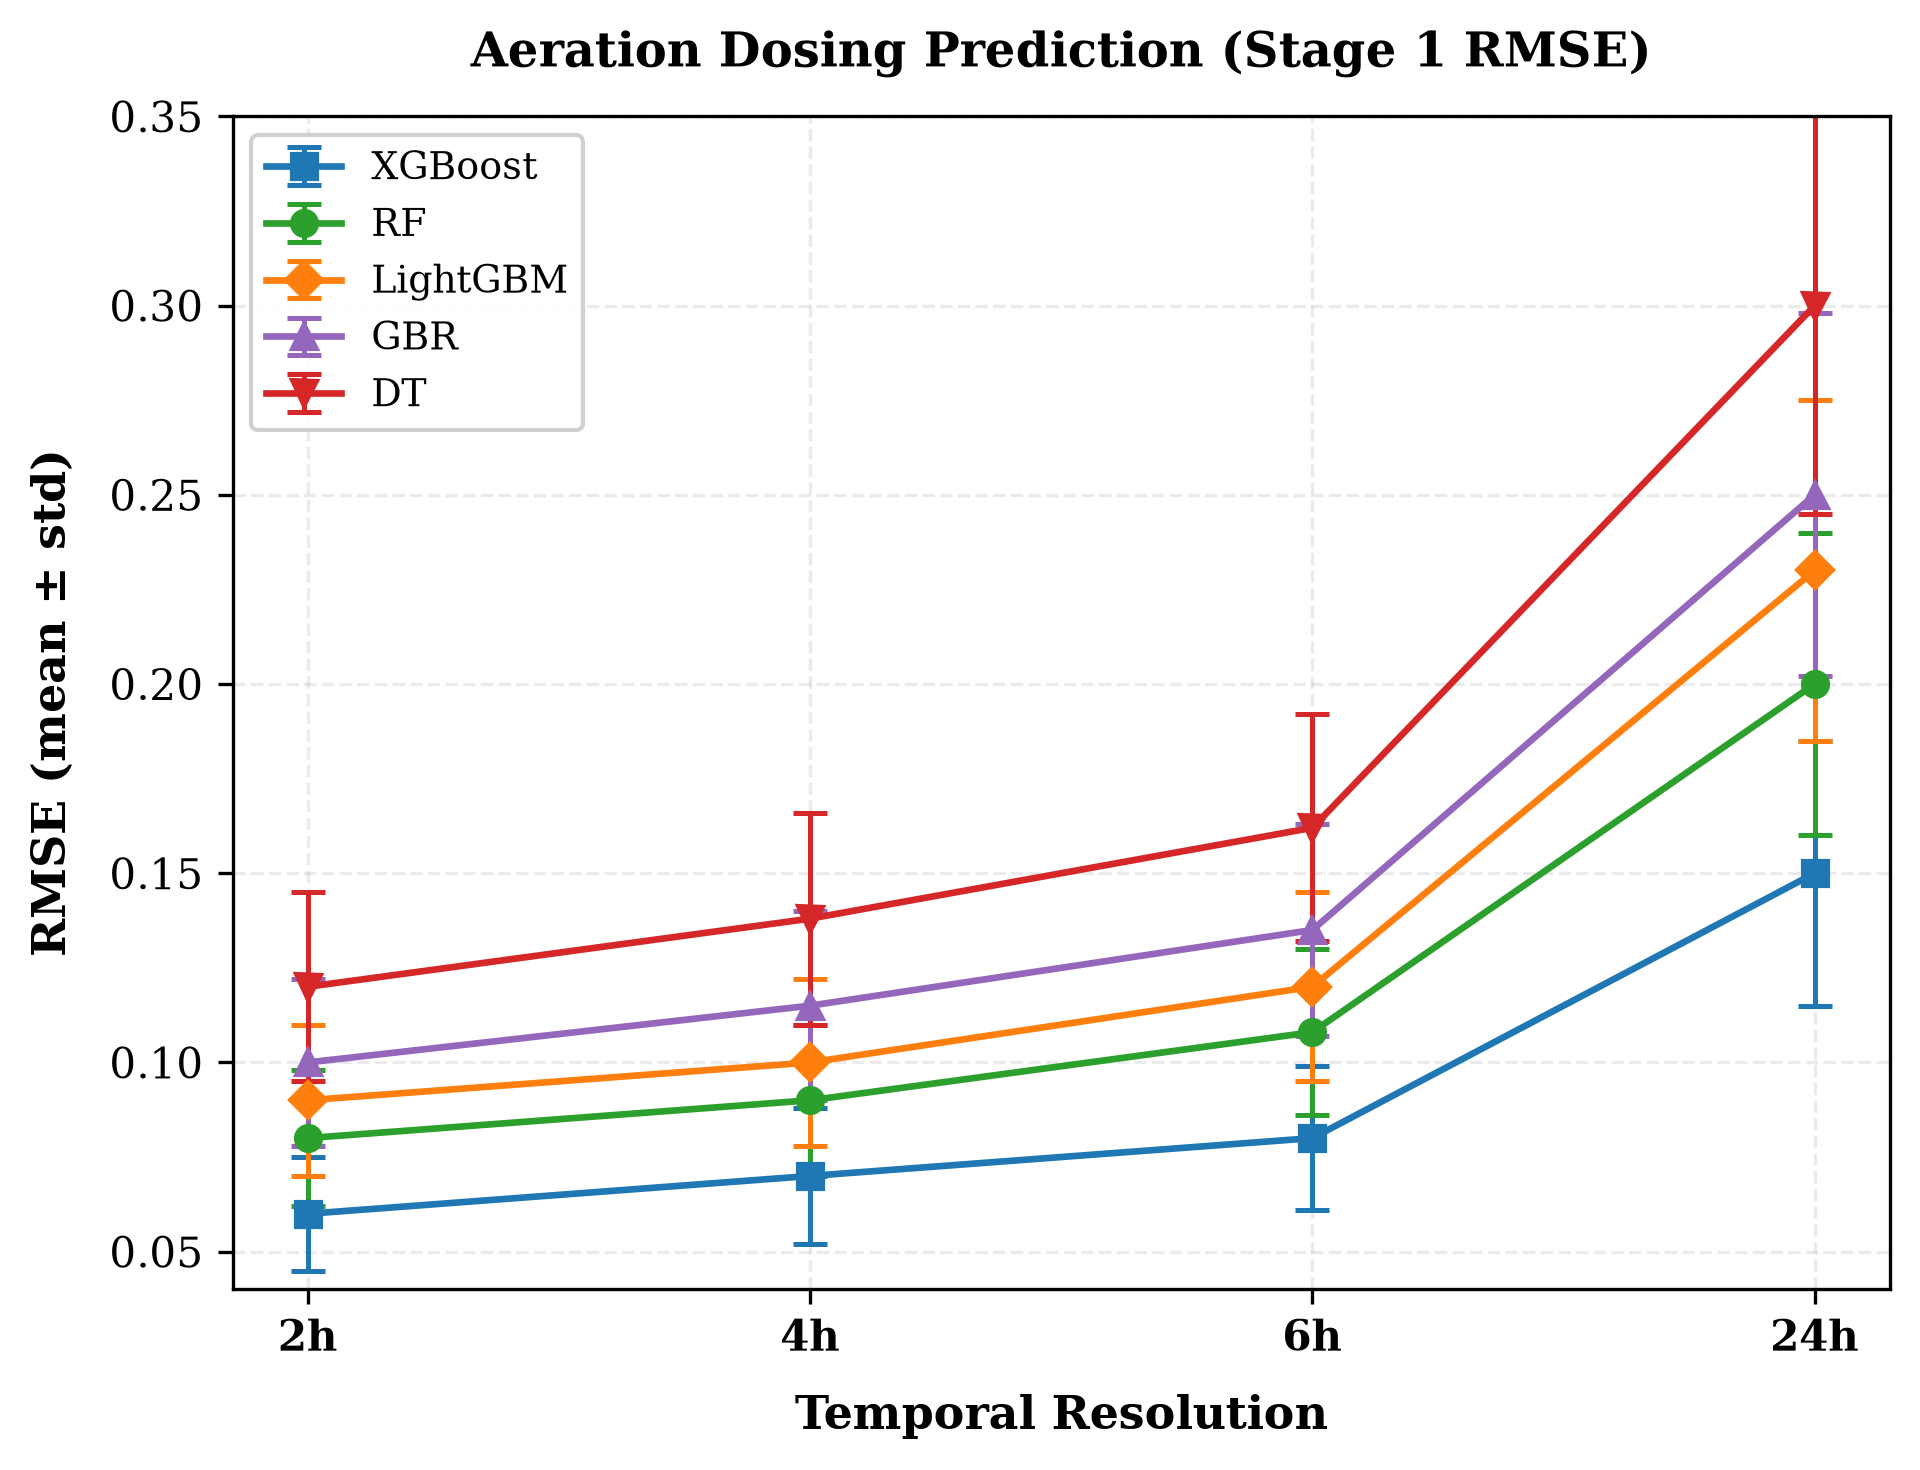 Aeration Dosing Prediction (Stage 1 RMSE)
0.35
0.30
0.25
0.20
0.15
0.10
0.05
RMSE (mean ± std)
XGBoost
RF
LightGBM
GBR
DT
2h 4h 6h 24h
Temporal Resolution